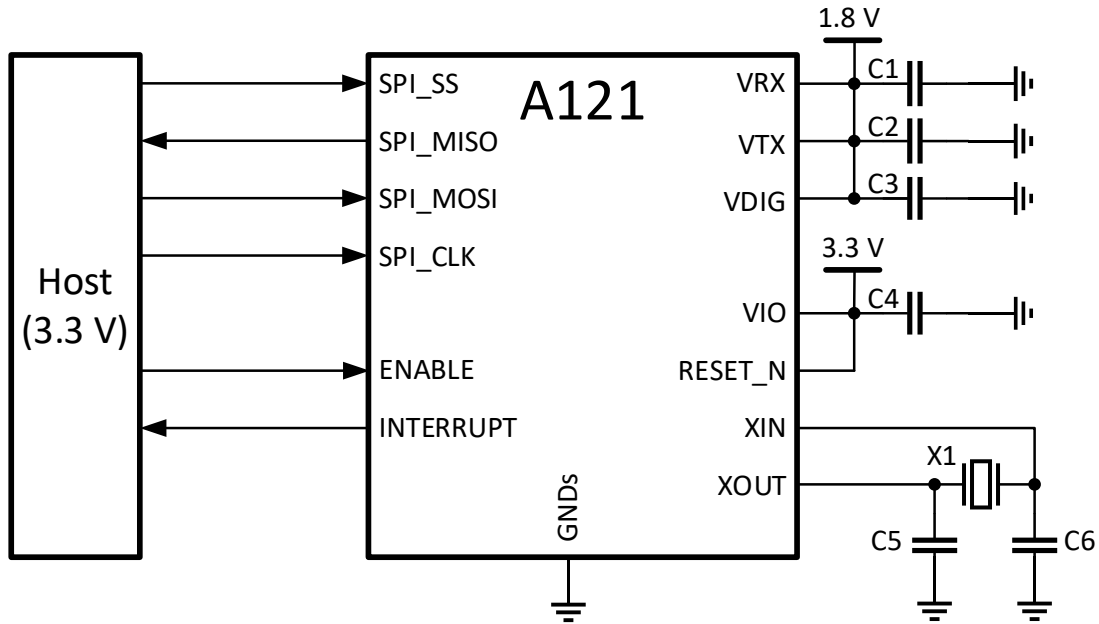 1.8 V
A121
SPI_SS
SPI_MISO
SPI_MOSI
SPI_CLK
ENABLE
INTERRUPT
Host
(3.3 V)
GNDs
VRX
VTX
VDIG
VIO
RESET_N
XIN
XOUT
C1
C2
C3
3.3 V
C4
X1
C5
C6